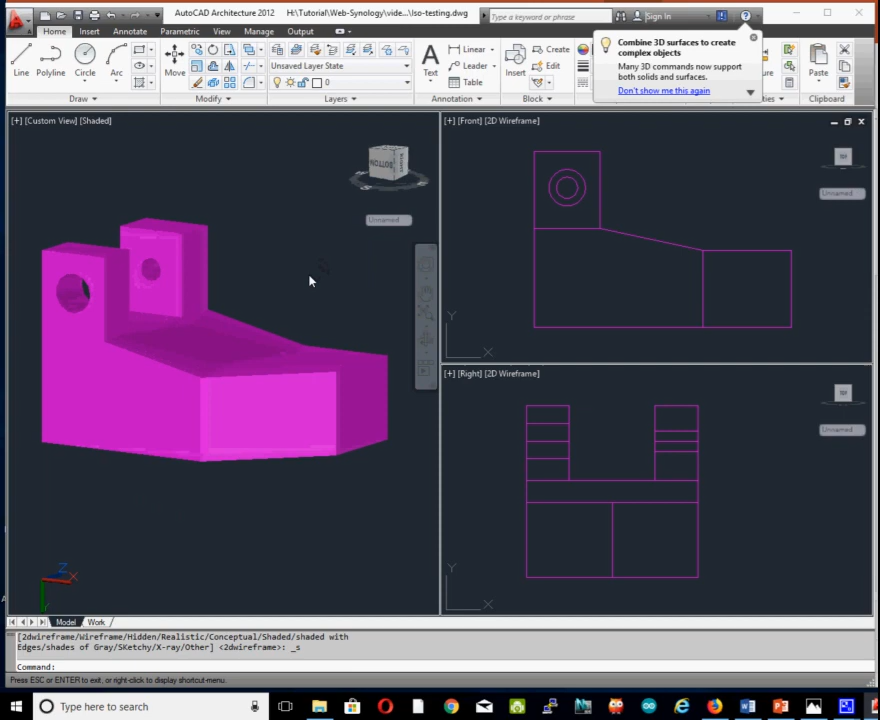 AutoCAD Architecture 2012 H:\Tutorial\Web-Synology\vide...\Iso-testing.dwg
Type a keyword or phrase
Sign In
Home Insert Annotate Parametric View Manage Output
Line Polyline Circle Arc
Move
Unsaved Layer State
0
Text
Linear
Leader
Table
Insert
Create
Edit
Paste
Draw Modify Layers Annotation Block Clipboard
Combine 3D surfaces to create
complex objects
Many 3D commands now support
both solids and surfaces.
Don't show me this again
[+] [Custom View] [Shaded]
BOTTOM
Unnamed
Z
X
Y
[+] [Front] [2D Wireframe]
Unnamed
Y
X
[+] [Right] [2D Wireframe]
Unnamed
Y
X
Model Work
[2dwireframe/Wireframe/Hidden/Realistic/Conceptual/Shaded/shaded with
Edges/shades of Gray/SKetchy/X-ray/Other] <2dwireframe>: _s
Command:
Press ESC or ENTER to exit, or right-click to display shortcut-menu.
Type here to search